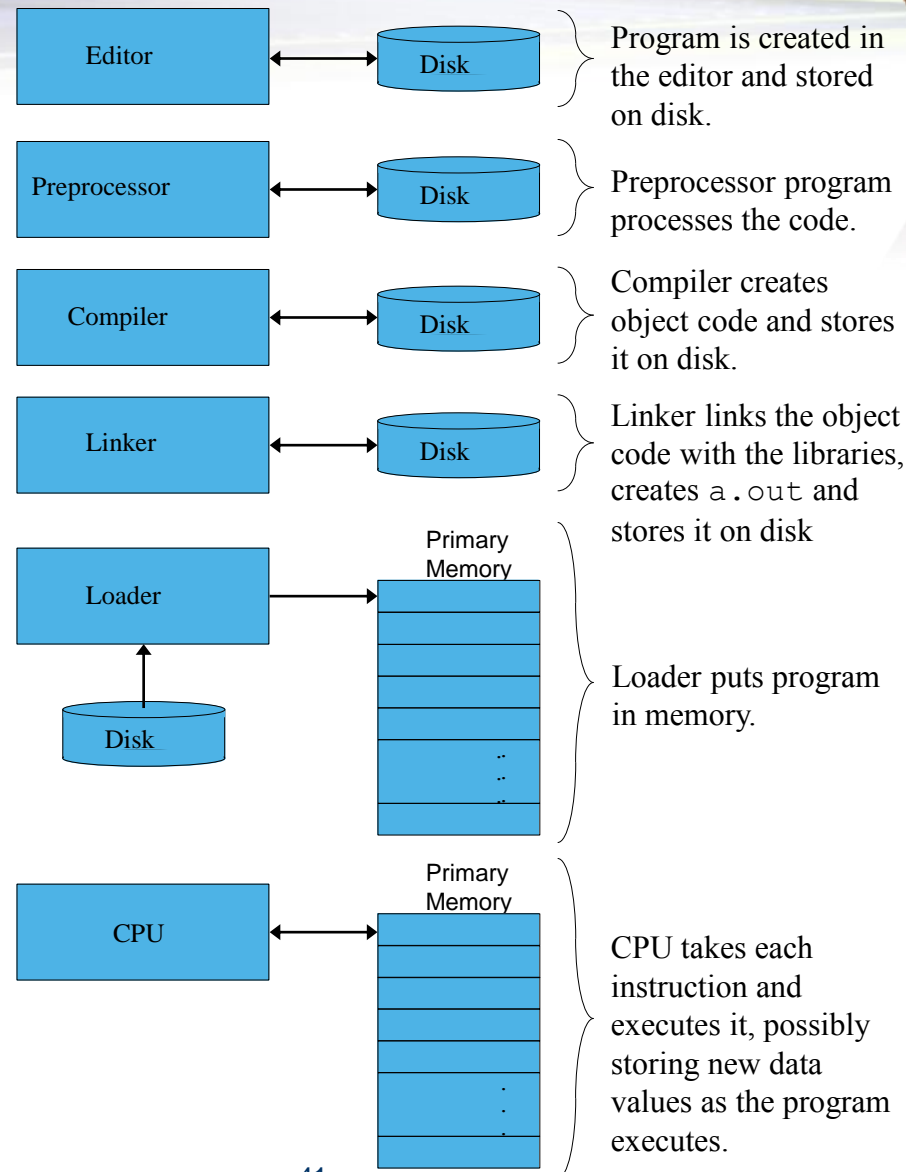 Editor
Disk
Program is created in
the editor and stored
on disk.
Preprocessor
Disk
Preprocessor program
processes the code.
Compiler
Disk
Compiler creates
object code and stores
it on disk.
Linker
Disk
Linker links the object
code with the libraries,
creates a.out and
stores it on disk
Loader
Disk
Primary
Memory
Loader puts program
in memory.
CPU
Primary
Memory
CPU takes each
instruction and
executes it, possibly
storing new data
values as the program
executes.